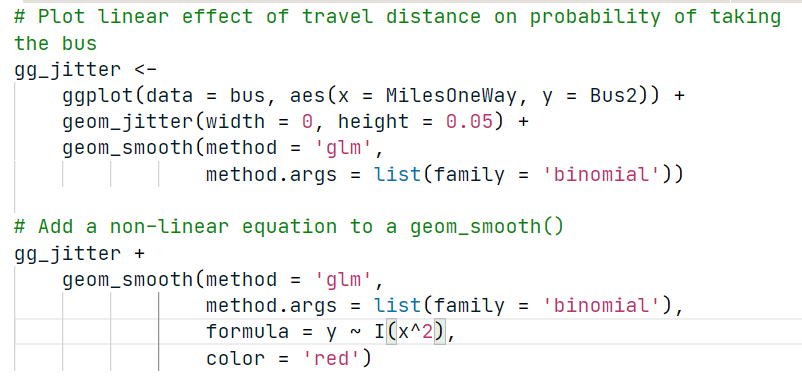 # Plot linear effect of travel distance on probability of taking
the bus
gg_jitter <-
    ggplot(data = bus, aes(x = MilesOneWay, y = Bus2)) +
    geom_jitter(width = 0, height = 0.05) +
    geom_smooth(method = 'glm',
                method.args = list(family = 'binomial'))
# Add a non-linear equation to a geom_smooth()
gg_jitter +
    geom_smooth(method = 'glm',
                method.args = list(family = 'binomial'),
                formula = y ~ I(x^2),
                color = 'red')